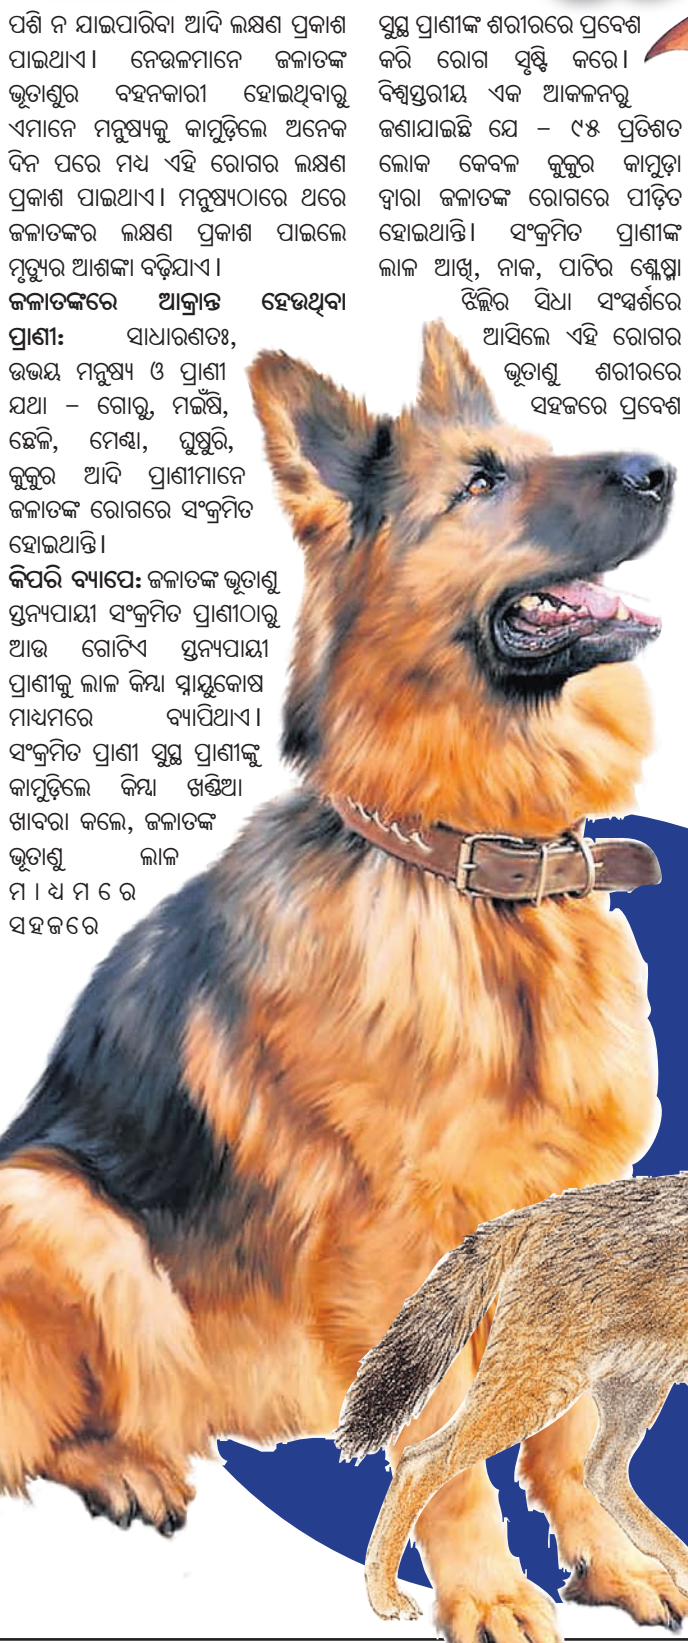 ପଶି ନ ଯାଇପାରିବା ଆଦି ଲକ୍ଷଣ ପ୍ରକାଶ
ପାଇଥାଏ। ନେଉଳମାନେ ଜଳାତଙ୍କ
ଭୂତାଣୁର ବହନକାରୀ ହୋଇଥିବାରୁ
ଏମାନେ ମନୁଷ୍ୟକୁ କାମୁଡ଼ିଲେ ଅନେକ
ଦିନ ପରେ ମଧ୍ୟ ଏହି ରୋଗର ଲକ୍ଷଣ
ପ୍ରକାଶ ପାଇଥାଏ। ମନୁଷ୍ୟଠାରେ ଥରେ
ଜଳାତଙ୍କର ଲକ୍ଷଣ ପ୍ରକାଶ ପାଇଲେ
ମୃତ୍ୟୁର ଆଶଙ୍କା ବଢ଼ିଯାଏ।
ଜଳାତଙ୍କରେ ଆକ୍ରାନ୍ତ ହେଉଥିବା
ପ୍ରାଣୀ: ସାଧାରଣତଃ,
ଉଭୟ ମନୁଷ୍ୟ ଓ ପ୍ରାଣୀ
ଯଥା – ଗୋରୁ, ମଇଁଷି,
ଛେଳି, ମେଣ୍ଢା, ଘୁଷୁରି,
କୁକୁର ଆଦି ପ୍ରାଣୀମାନେ
ଜଳାତଙ୍କ ରୋଗରେ ସଂକ୍ରମିତ
ହୋଇଥାନ୍ତି।
କିପରି ବ୍ୟାପେ: ଜଳାତଙ୍କ ଭୂତାଣୁ
ସ୍ତନ୍ୟପାୟୀ ସଂକ୍ରମିତ ପ୍ରାଣୀଠାରୁ
ଆଉ ଗୋଟିଏ ସ୍ତନ୍ୟପାୟୀ
ପ୍ରାଣୀକୁ ଲାଳ କିମ୍ବା ସ୍ନାୟୁକୋଷ
ମାଧ୍ୟମରେ ବ୍ୟାପିଥାଏ।
ସଂକ୍ରମିତ ପ୍ରାଣୀ ସୁସ୍ଥ ପ୍ରାଣୀଙ୍କୁ
କାମୁଡ଼ିଲେ କିମ୍ବା ଖଣ୍ଡିଆ
ଖାବରା କଲେ, ଜଳାତଙ୍କ
ଭୂତାଣୁ ଲାଳ
ମାଧ୍ୟମରେ
ସହଜରେ
ସୁସ୍ଥ ପ୍ରାଣୀଙ୍କ ଶରୀରରେ ପ୍ରବେଶ
କରି ରୋଗ ସୃଷ୍ଟି କରେ।
ବିଶ୍ୱସ୍ତରୀୟ ଏକ ଆକଳନରୁ
ଜଣାଯାଇଛି ଯେ – ୯୫ ପ୍ରତିଶତ
ଲୋକ କେବଳ କୁକୁର କାମୁଡ଼ା
ଦ୍ୱାରା ଜଳାତଙ୍କ ରୋଗରେ ପୀଡ଼ିତ
ହୋଇଥାନ୍ତି। ସଂକ୍ରମିତ ପ୍ରାଣୀଙ୍କ
ଲାଳ ଆଖି, ନାକ, ପାଟିର ଶ୍ଳେଷ୍ମା
ଝିଲ୍ଲିର ସିଧା ସଂସ୍ପର୍ଶରେ
ଆସିଲେ ଏହି ରୋଗର
ଭୂତାଣୁ ଶରୀରରେ
ସହଜରେ ପ୍ରବେଶ